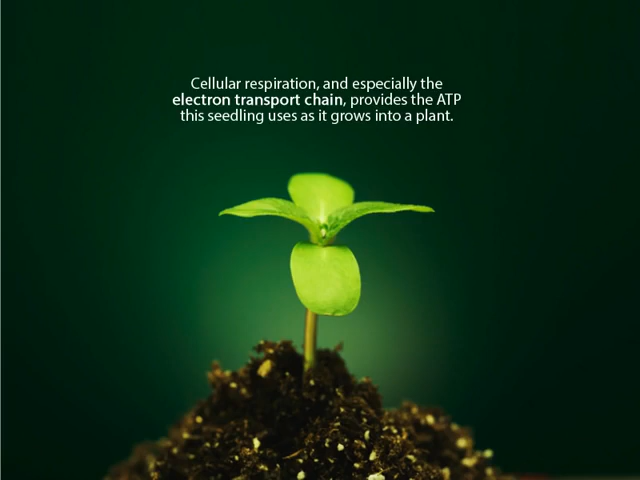 Cellular respiration, and especially the
electron transport chain, provides the ATP
this seedling uses as it grows into a plant.